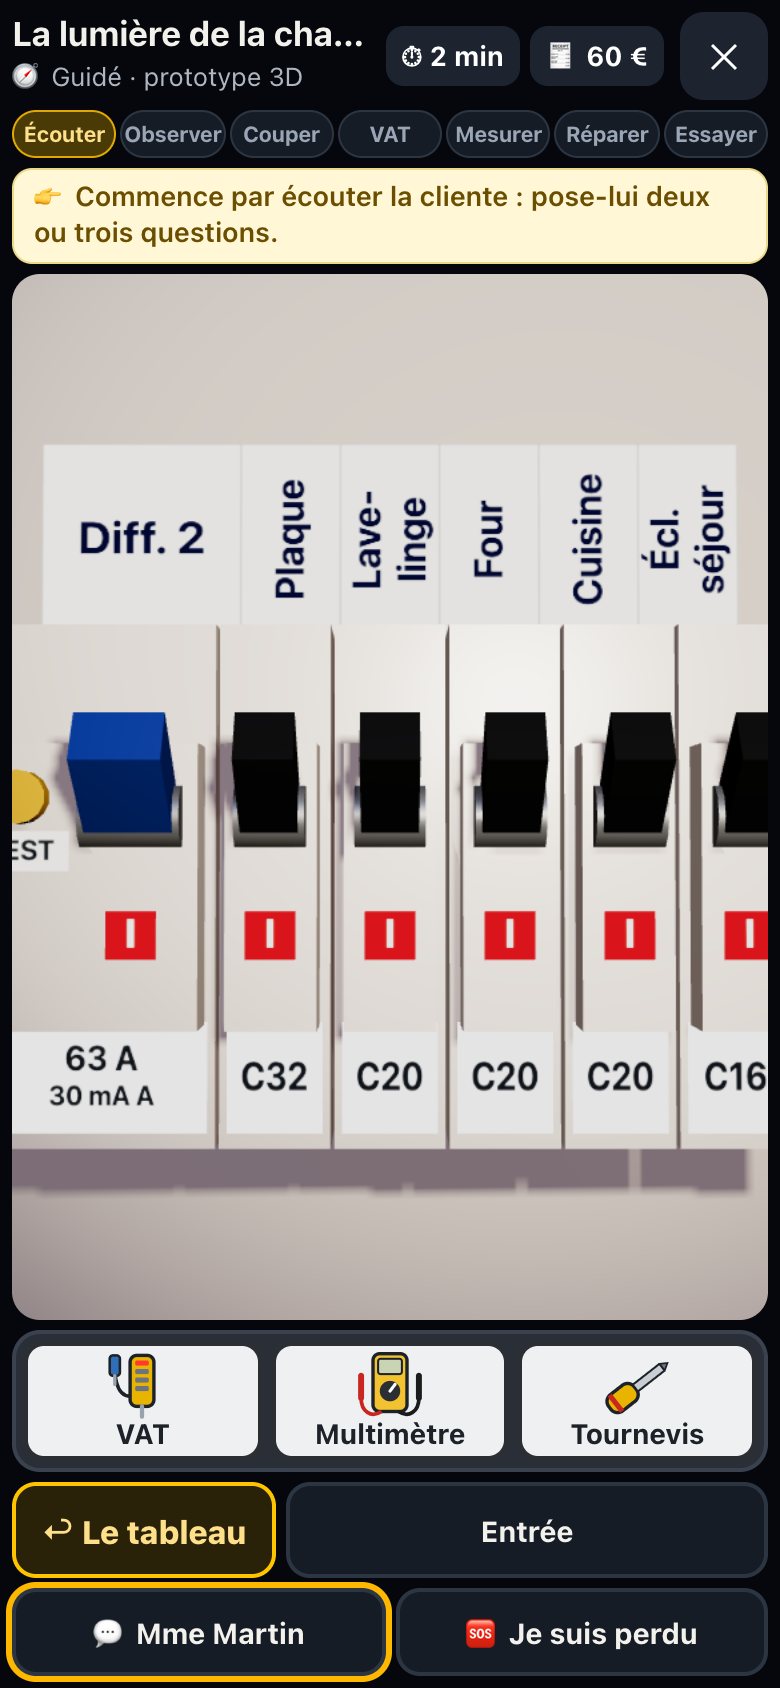 La lumière de la cha...
🧭 Guidé · prototype 3D
⏱ 2 min
🧾 60 €
Écouter
Observer
Couper
VAT
Mesurer
Réparer
Essayer
👉 Commence par écouter la cliente : pose-lui deux
ou trois questions.
Diff. 2
Plaque
Lave-
linge
Four
Cuisine
Écl.
séjour
EST
63 A
30 mA A
C32
C20
C20
C20
C16
VAT
Multimètre
Tournevis
↩ Le tableau
Entrée
💬 Mme Martin
🆘 Je suis perdu